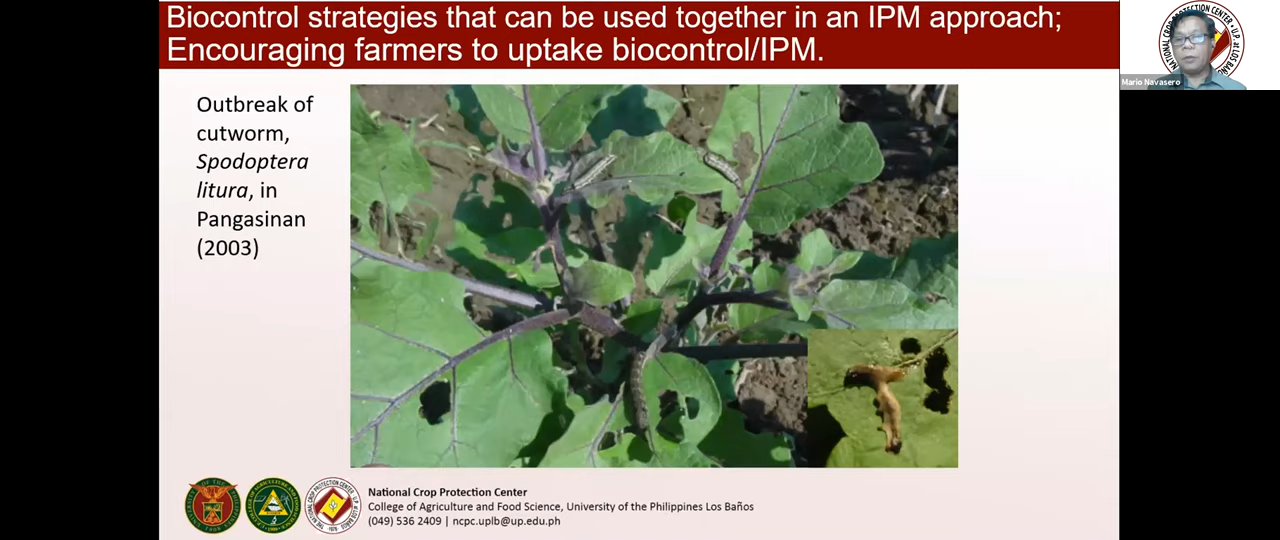 Biocontrol strategies that can be used together in an IPM approach;
Encouraging farmers to uptake biocontrol/IPM.
Outbreak of
cutworm,
Spodoptera
litura, in
Pangasinan
(2003)
National Crop Protection Center
College of Agriculture and Food Science, University of the Philippines Los Baños
(049) 536 2409 | ncpc.uplb@up.edu.ph
Mario Navasero